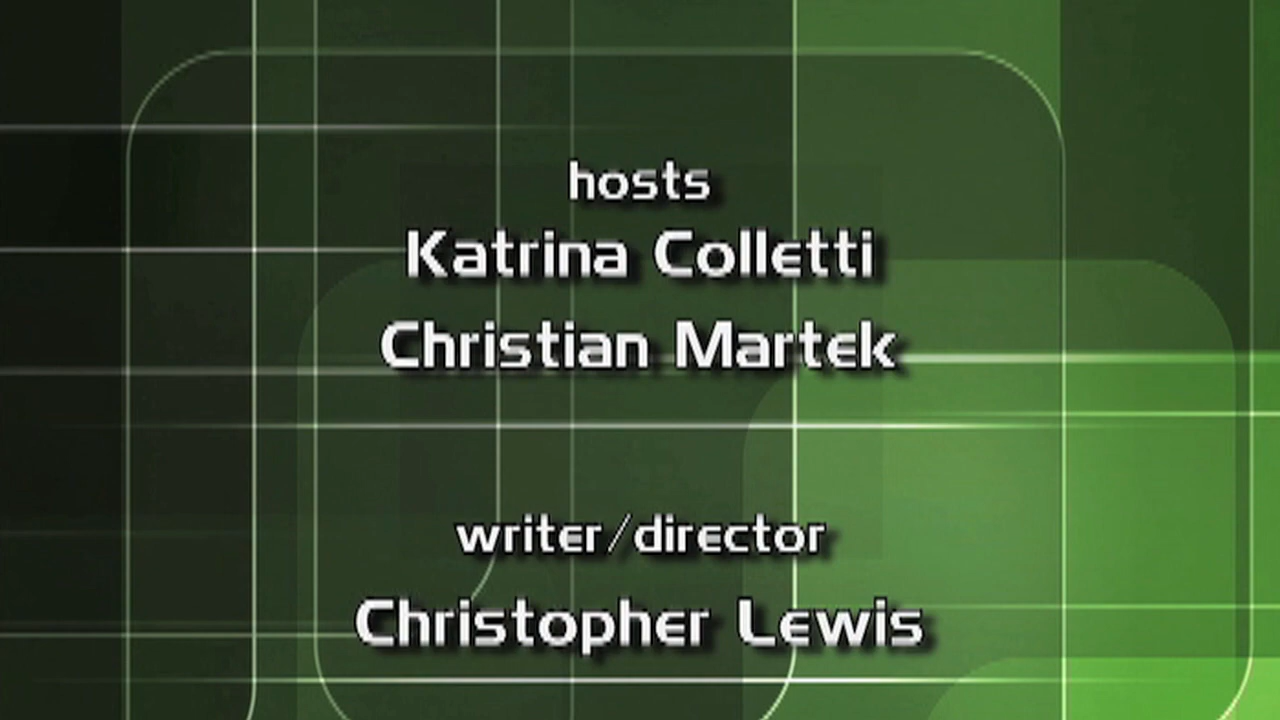 hosts
Katrina Colletti
Christian Martek
writer/director
Christopher Lewis